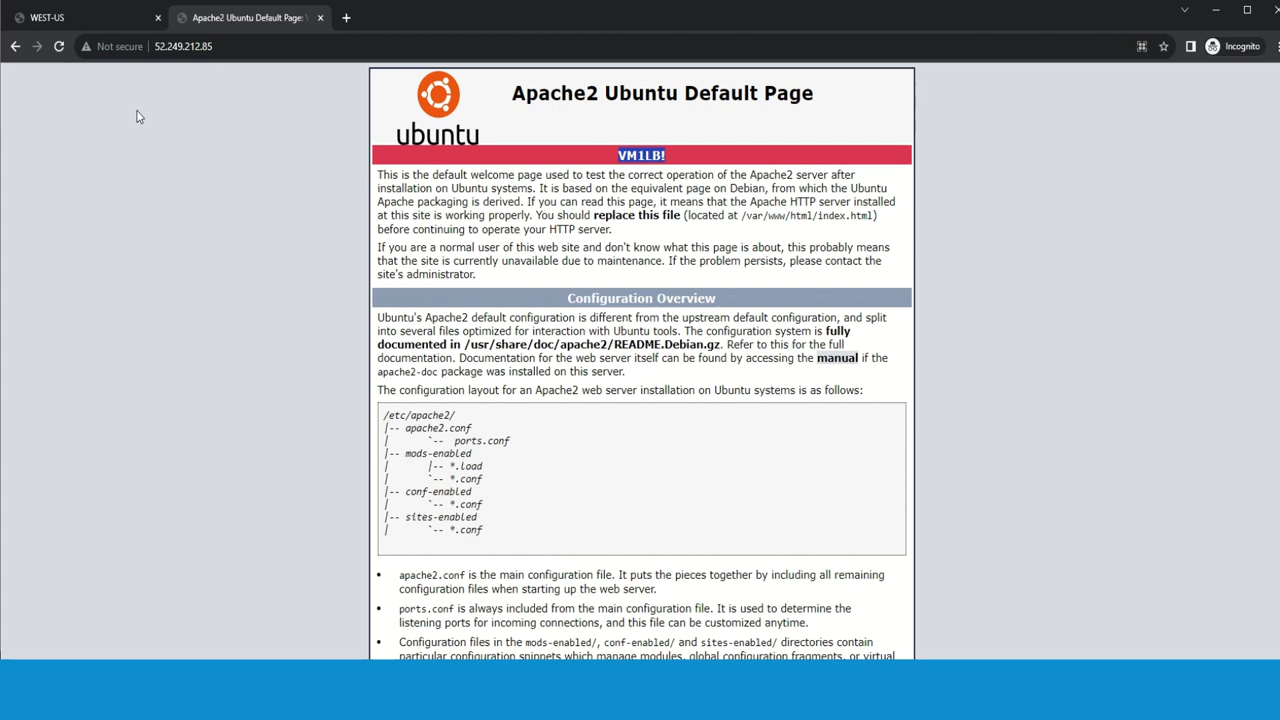 WEST-US
Apache2 Ubuntu Default Page:
Not secure
52.249.212.85
Incognito
ubuntu
Apache2 Ubuntu Default Page
VM1LB!
This is the default welcome page used to test the correct operation of the Apache2 server after
installation on Ubuntu systems. It is based on the equivalent page on Debian, from which the Ubuntu
Apache packaging is derived. If you can read this page, it means that the Apache HTTP server installed
at this site is working properly. You should replace this file (located at /var/www/html/index.html)
before continuing to operate your HTTP server.
If you are a normal user of this web site and don't know what this page is about, this probably means
that the site is currently unavailable due to maintenance. If the problem persists, please contact the
site's administrator.
Configuration Overview
Ubuntu's Apache2 default configuration is different from the upstream default configuration, and split
into several files optimized for interaction with Ubuntu tools. The configuration system is fully
documented in /usr/share/doc/apache2/README.Debian.gz. Refer to this for the full
documentation. Documentation for the web server itself can be found by accessing the manual if the
apache2-doc package was installed on this server.
The configuration layout for an Apache2 web server installation on Ubuntu systems is as follows:
/etc/apache2/
|-- apache2.conf
|       `--  ports.conf
|-- mods-enabled
|       |-- *.load
|       `-- *.conf
|-- conf-enabled
|       `-- *.conf
|-- sites-enabled
|       `-- *.conf
• apache2.conf is the main configuration file. It puts the pieces together by including all remaining
configuration files when starting up the web server.
• ports.conf is always included from the main configuration file. It is used to determine the
listening ports for incoming connections, and this file can be customized anytime.
• Configuration files in the mods-enabled/, conf-enabled/ and sites-enabled/ directories contain
particular configuration snippets which manage modules, global configuration fragments, or virtual